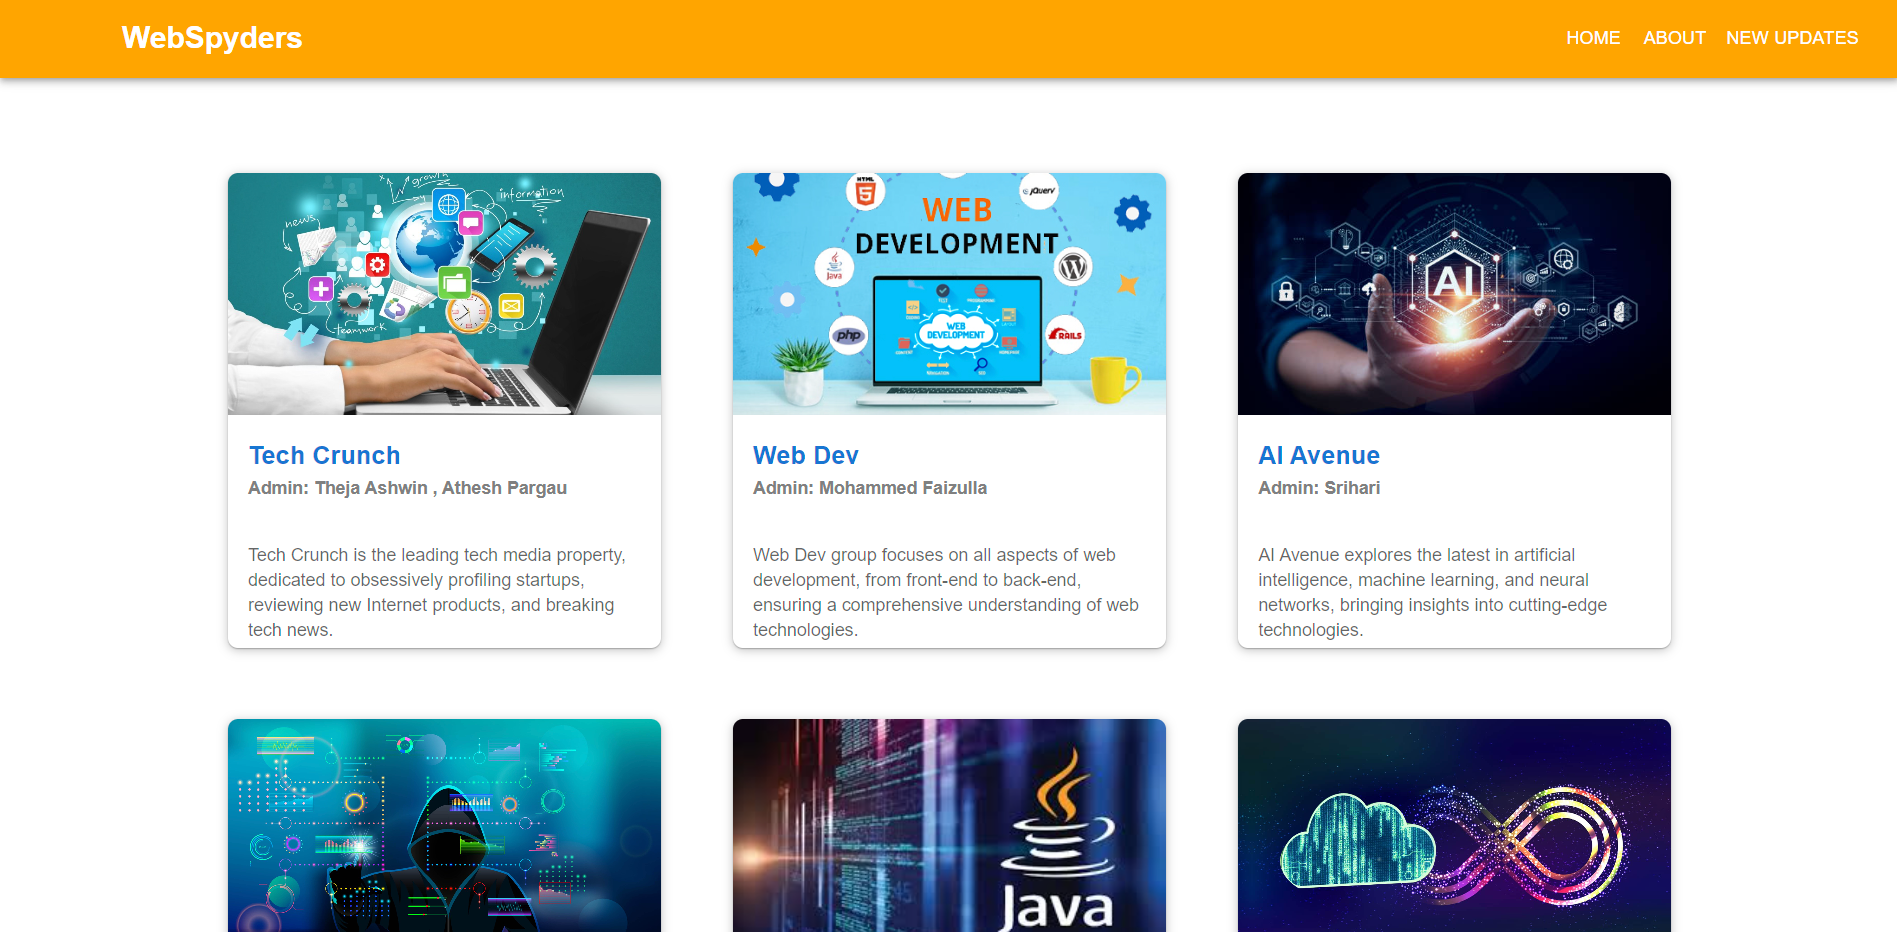 WebSpyders
HOME ABOUT NEW UPDATES
growth
information
news
teamwork
HTML
5
jQuery
WEB
DEVELOPMENT
Java
WEB
DEVELOPMENT
php
RAILS
AI
Tech Crunch
Admin: Theja Ashwin , Athesh Pargau
Tech Crunch is the leading tech media property,
dedicated to obsessively profiling startups,
reviewing new Internet products, and breaking
tech news.
Web Dev
Admin: Mohammed Faizulla
Web Dev group focuses on all aspects of web
development, from front-end to back-end,
ensuring a comprehensive understanding of web
technologies.
AI Avenue
Admin: Srihari
AI Avenue explores the latest in artificial
intelligence, machine learning, and neural
networks, bringing insights into cutting-edge
technologies.
Java